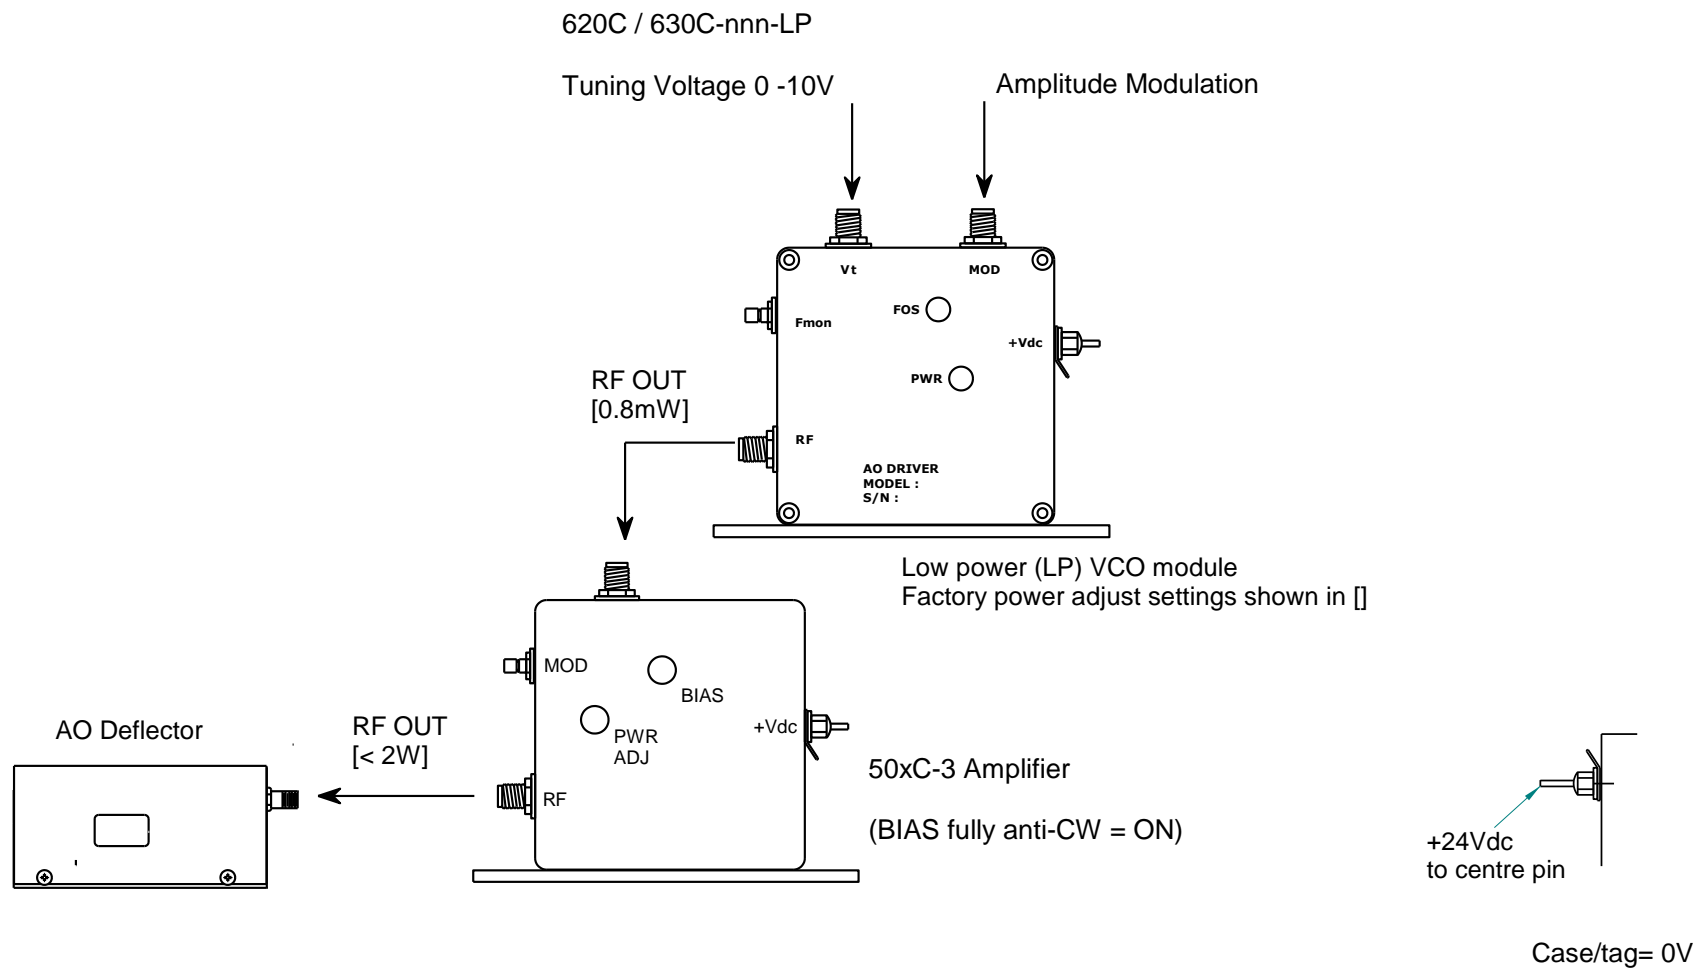 620C / 630C-nnn-LP
Tuning Voltage 0 -10V
Amplitude Modulation
Vt
MOD
FOS
Fmon
+Vdc
PWR
RF OUT
[0.8mW]
RF
AO DRIVER
MODEL :
S/N :
Low power (LP) VCO module
Factory power adjust settings shown in []
MOD
BIAS
AO Deflector
RF OUT
[< 2W]
PWR
ADJ
+Vdc
RF
50xC-3 Amplifier
(BIAS fully anti-CW = ON)
+24Vdc
to centre pin
Case/tag= 0V